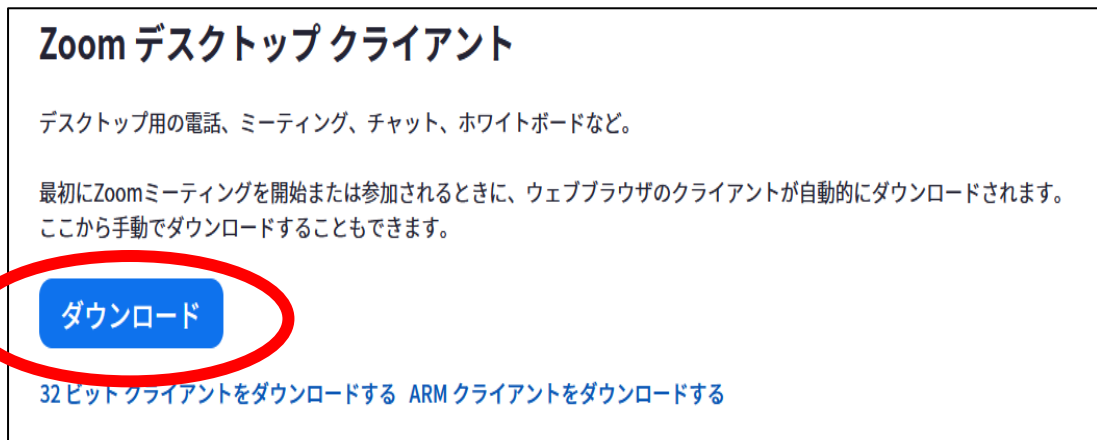 Zoom デスクトップ クライアント
デスクトップ用の電話、ミーティング、チャット、ホワイトボードなど。
最初にZoomミーティングを開始または参加されるときに、ウェブブラウザのクライアントが自動的にダウンロードされます。
ここから手動でダウンロードすることもできます。
ダウンロード
32 ビット クライアントをダウンロードする ARM クライアントをダウンロードする